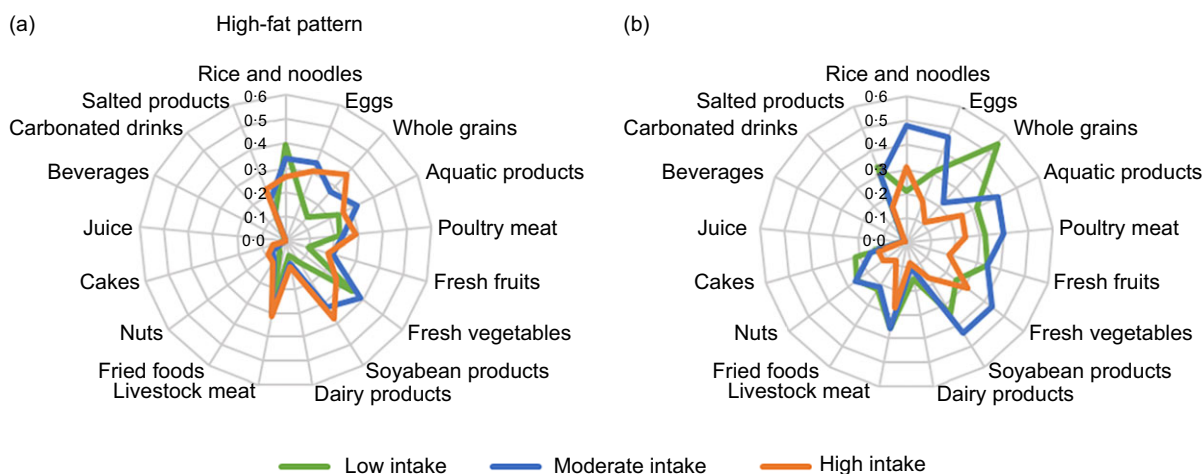 (a)
High-fat pattern
Rice and noodles
Eggs
Whole grains
Aquatic products
Poultry meat
Fresh fruits
Fresh vegetables
Soyabean products
Dairy products
Livestock meat
Fried foods
Nuts
Cakes
Juice
Beverages
Carbonated drinks
Salted products
0·6
0·5
0·4
0·3
0·2
0·1
0·0
(b)
Rice and noodles
Eggs
Whole grains
Aquatic products
Poultry meat
Fresh fruits
Fresh vegetables
Soyabean products
Dairy products
Livestock meat
Fried foods
Nuts
Cakes
Juice
Beverages
Carbonated drinks
Salted products
0·6
0·5
0·4
0·3
0·2
0·1
0·0
Low intake
Moderate intake
High intake